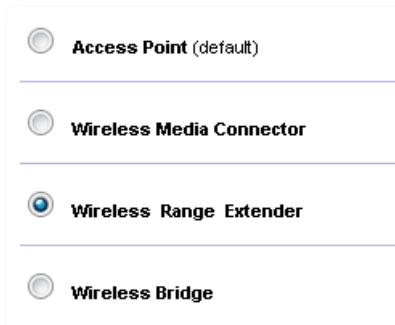 Access Point (default)
Wireless Media Connector
Wireless Range Extender
Wireless Bridge